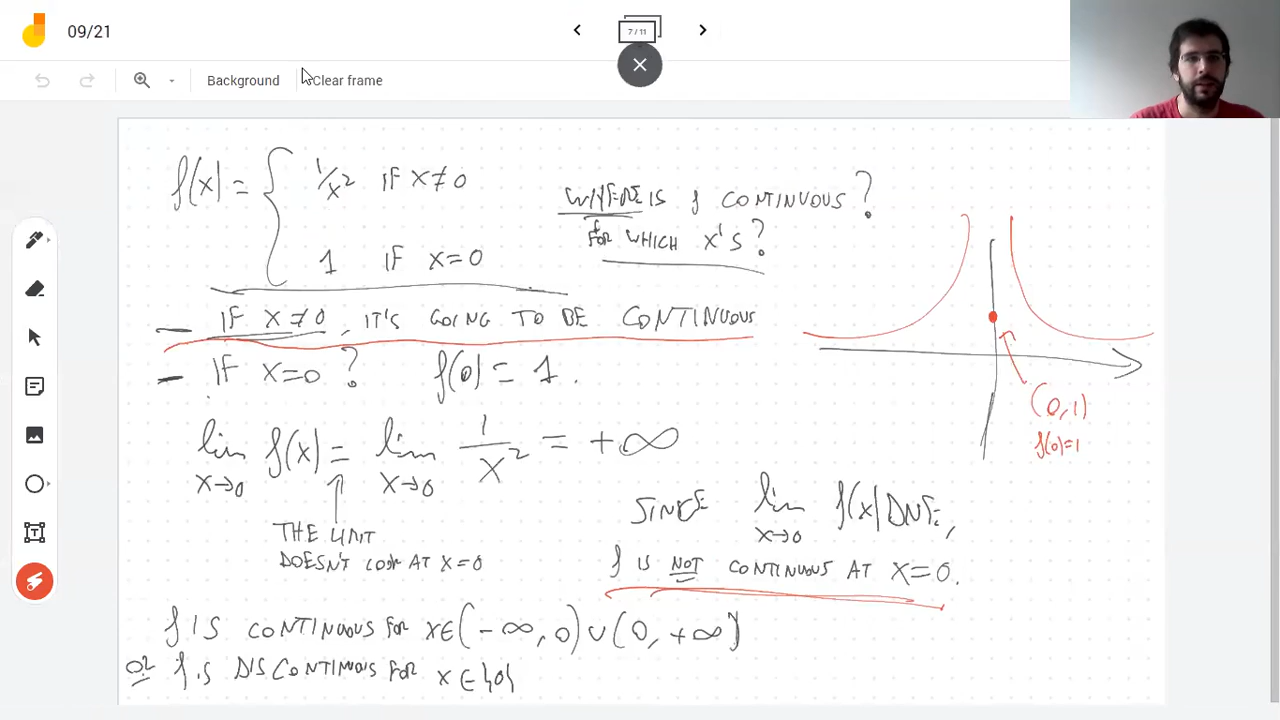 09/21
7 / 11
Background
Clear frame
f(x) = { 1/x² IF x≠0
1 IF x=0
WHERE IS f CONTINUOUS?
FOR WHICH x'S?
— IF x≠0, IT'S GOING TO BE CONTINUOUS
— IF x=0 ? f(0) = 1.
lim x→0 f(x) = lim x→0 1/x² = +∞
THE LIMIT
DOESN'T LOOK AT x=0
(0,1)
f(0)=1
SINCE lim x→0 f(x) DNE,
f IS NOT CONTINUOUS AT x=0.
f IS CONTINUOUS FOR x∈(-∞,0)∪(0,+∞)
OR f IS DISCONTINUOUS FOR x∈{0}